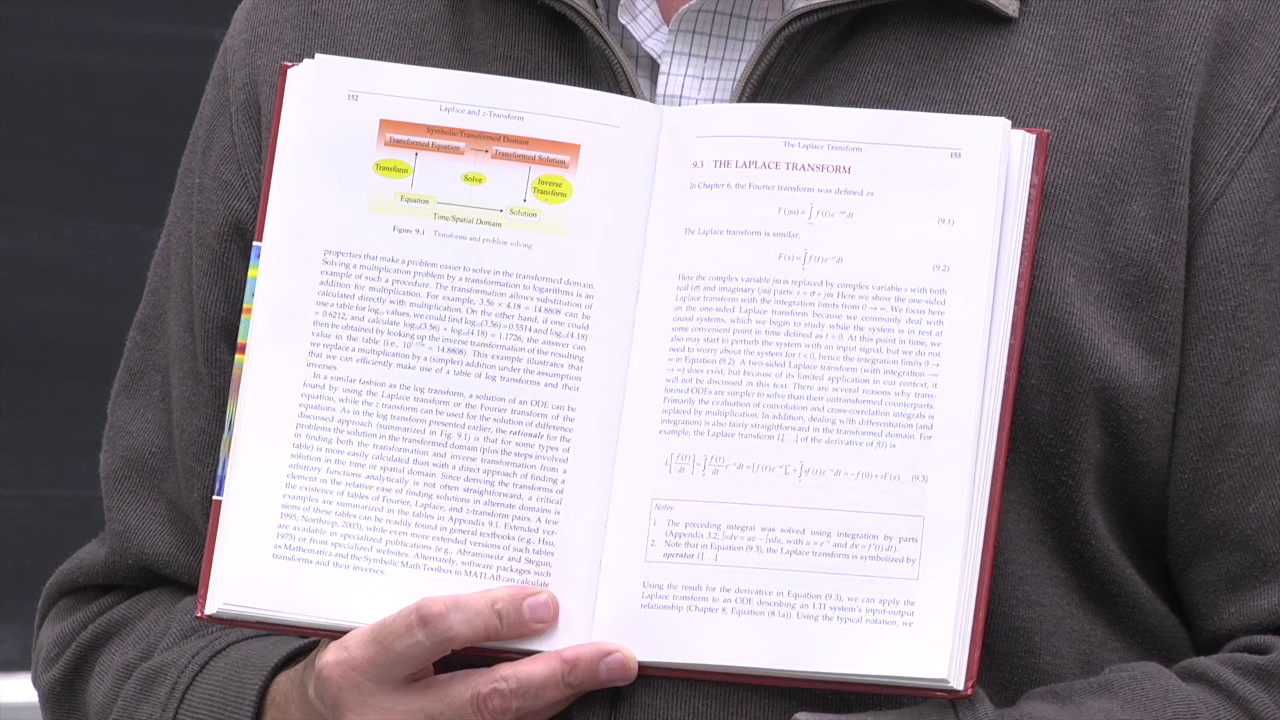 152
Laplace and z-Transform
Symbolic/Transformed Domain
Transformed Equation
Transformed Solution
Transform
Solve
Inverse
Transform
Equation
Solution
Time/Spatial Domain
Figure 9.1 Transforms and problem solving
properties that make a problem easier to solve in the transformed domain
Solving a multiplication problem by a transformation to logarithms is an
example of such a procedure. The transformation allows substitution of
addition for multiplication. For example, 3.56 × 4.18 = 14.8808 can be
calculated directly with multiplication. On the other hand, if one could
use a table for log₁₀ values, we could find log₁₀(3.56) = 0.5514 and log₁₀(4.18)
= 0.6212, and calculate log₁₀(3.56) + log₁₀(4.18) = 1.1726; the answer can
then be obtained by looking up the inverse transformation of the resulting
value in the table (i.e., 10 = 14.8808). This example illustrates that
we replace a multiplication by a (simpler) addition under the assumption
that we can efficiently make use of a table of log transforms and their
inverses.
In a similar fashion as the log transform, a solution of an ODE can be
found by using the Laplace transform or the Fourier transform of the
equation, while the z transform can be used for the solution of difference
equations. As in the log transform presented earlier, the rationale for the
discussed approach (summarized in Fig. 9.1) is that for some types of
problems the solution in the transformed domain (plus the steps involved
in finding both the transformation and inverse transformation from a
table) is more easily calculated than with a direct approach of finding a
solution in the time or spatial domain. Since deriving the transforms of
arbitrary functions analytically is not often straightforward, a critical
element in the relative ease of finding solutions in alternate domains is
the existence of tables of Fourier, Laplace, and z-transform pairs. A few
examples are summarized in the tables in Appendix 9.1. Extended ver-
sions of these tables can be readily found in general textbooks (e.g., Hsu,
1995; Northrop, 2003), while even more extended versions of such tables
are available in specialized publications (e.g., Abramowitz and Stegun,
1975) or from specialized websites. Alternately, software packages such
as Mathematica and the Symbolic Math Toolbox in MATLAB can calculate
transforms and their inverses.
The Laplace Transform
153
9.3 THE LAPLACE TRANSFORM
In Chapter 6, the Fourier transform was defined as
F(jω) = ∫ f(t)e^-jωt dt (9.1)
The Laplace transform is similar:
F(s) = ∫ f(t)e^-st dt (9.2)
Here the complex variable jω is replaced by complex variable s with both
real (σ) and imaginary (jω) parts: s = σ + jω. Here we show the one-sided
Laplace transform with the integration limits from 0 → ∞. We focus here
on the one-sided Laplace transform because we commonly deal with
causal systems, which we begin to study while the system is in rest at
some convenient point in time defined as t = 0. At this point in time, we
also may start to perturb the system with an input signal, but we do not
need to worry about the system for t < 0, hence the integration limits 0 →
∞ in Equation (9.2). A two-sided Laplace transform (with integration -∞
→ ∞) does exist, but because of its limited application in our context, it
will not be discussed in this text. There are several reasons why trans-
formed ODEs are simpler to solve than their untransformed counterparts.
Primarily the evaluation of convolution and cross-correlation integrals is
replaced by multiplication. In addition, dealing with differentiation (and
integration) is also fairly straightforward in the transformed domain. For
example, the Laplace transform L[. . .] of the derivative of f(t) is
= -f(0) + sF(s) (9.3)
Notes:
1. The preceding integral was solved using integration by parts
(Appendix 3.2; ∫udv = uv - ∫vdu, with u = e^-st and dv = f'(t) dt).
2. Note that in Equation (9.3), the Laplace transform is symbolized by
operator L[. . .].
Using the result for the derivative in Equation (9.3), we can apply the
Laplace transform to an ODE describing an LTI system's input-output
relationship (Chapter 8, Equation (8.1a)). Using the typical notation, we